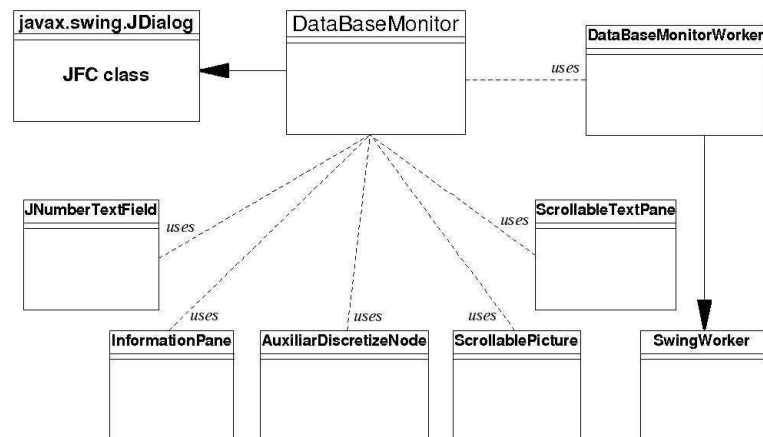 javax.swing.JDialog
JFC class
DataBaseMonitor
DataBaseMonitorWorker
uses
JNumberTextField
uses
ScrollableTextPane
uses
uses
uses
uses
InformationPane
AuxiliarDiscretizeNode
ScrollablePicture
SwingWorker